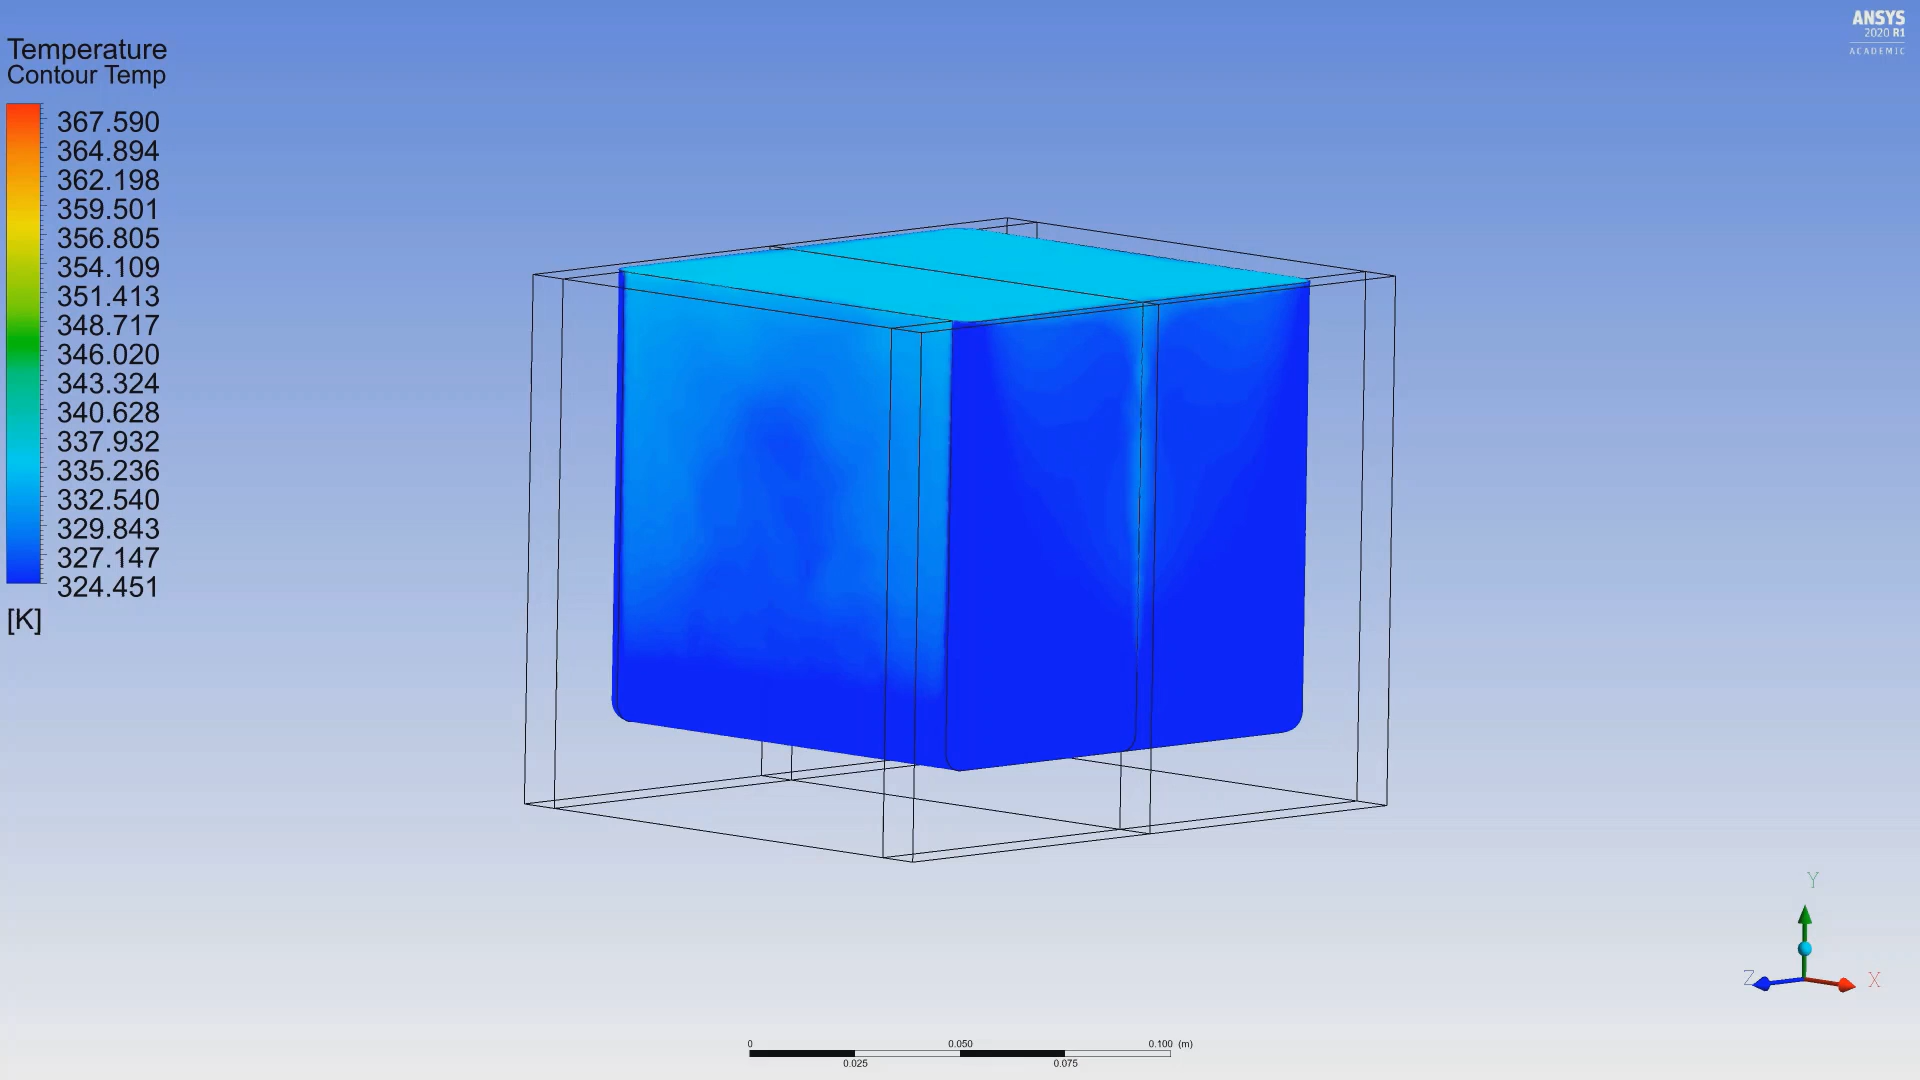 ANSYS
2020 R1
ACADEMIC
Temperature
Contour Temp
367.590
364.894
362.198
359.501
356.805
354.109
351.413
348.717
346.020
343.324
340.628
337.932
335.236
332.540
329.843
327.147
324.451
[K]
Y
Z X
0 0.050 0.100 (m)
0.025 0.075